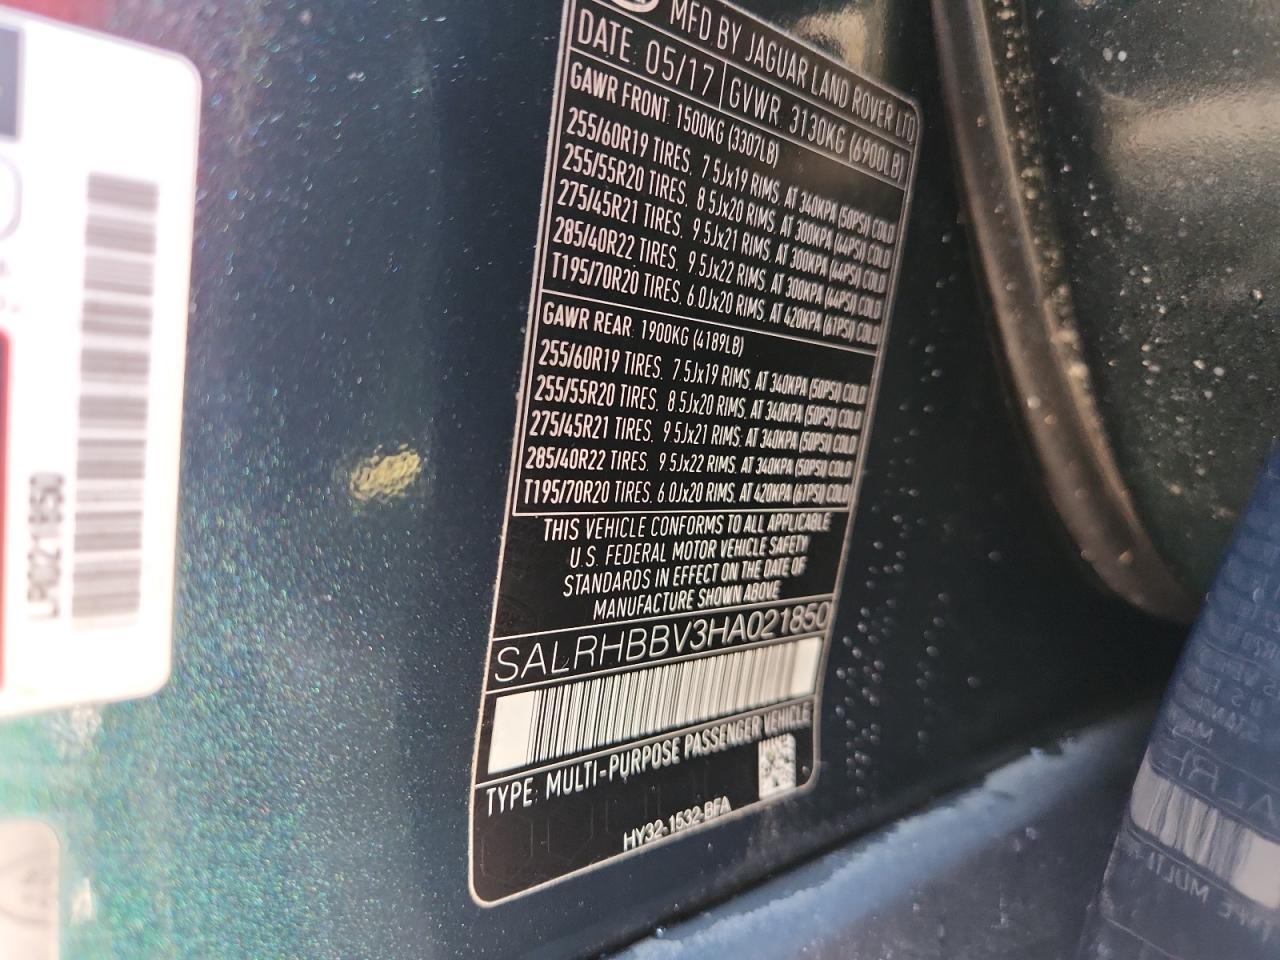 MFD BY JAGUAR LAND ROVER LTD
DATE: 05/17 GVWR: 3130KG (6900LB)
GAWR FRONT: 1500KG (3307LB)
255/60R19 TIRES, 7.5Jx19 RIMS, AT 340KPA (50PSI) COLD
255/55R20 TIRES, 8.5Jx20 RIMS, AT 300KPA (44PSI) COLD
275/45R21 TIRES, 9.5Jx21 RIMS, AT 300KPA (44PSI) COLD
285/40R22 TIRES, 9.5Jx22 RIMS, AT 300KPA (44PSI) COLD
T195/70R20 TIRES, 6.0Jx20 RIMS, AT 420KPA (61PSI) COLD
GAWR REAR: 1900KG (4189LB)
255/60R19 TIRES, 7.5Jx19 RIMS, AT 340KPA (50PSI) COLD
255/55R20 TIRES, 8.5Jx20 RIMS, AT 340KPA (50PSI) COLD
275/45R21 TIRES, 9.5Jx21 RIMS, AT 340KPA (50PSI) COLD
285/40R22 TIRES, 9.5Jx22 RIMS, AT 340KPA (50PSI) COLD
T195/70R20 TIRES, 6.0Jx20 RIMS, AT 420KPA (61PSI) COLD
THIS VEHICLE CONFORMS TO ALL APPLICABLE
U.S. FEDERAL MOTOR VEHICLE SAFETY
STANDARDS IN EFFECT ON THE DATE OF
MANUFACTURE SHOWN ABOVE
SALRHBBV3HA021850
TYPE: MULTI-PURPOSE PASSENGER VEHICLE
HY32-1532-BFA